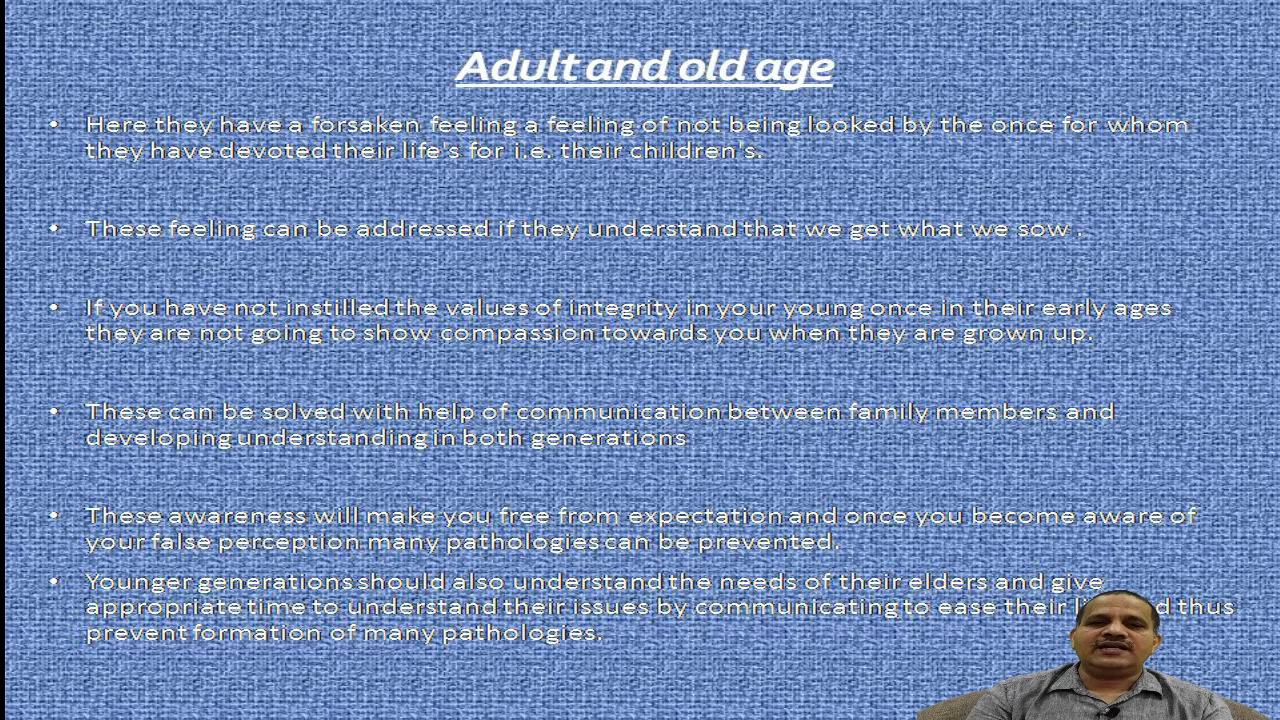 Adult and old age
• Here they have a forsaken feeling a feeling of not being looked by the once for whom
they have devoted their life's for i.e. their children's.
• These feeling can be addressed if they understand that we get what we sow .
• If you have not instilled the values of integrity in your young once in their early ages
they are not going to show compassion towards you when they are grown up.
• These can be solved with help of communication between family members and
developing understanding in both generations
• These awareness will make you free from expectation and once you become aware of
your false perception many pathologies can be prevented.
• Younger generations should also understand the needs of their elders and give
appropriate time to understand their issues by communicating to ease their thus
prevent formation of many pathologies.